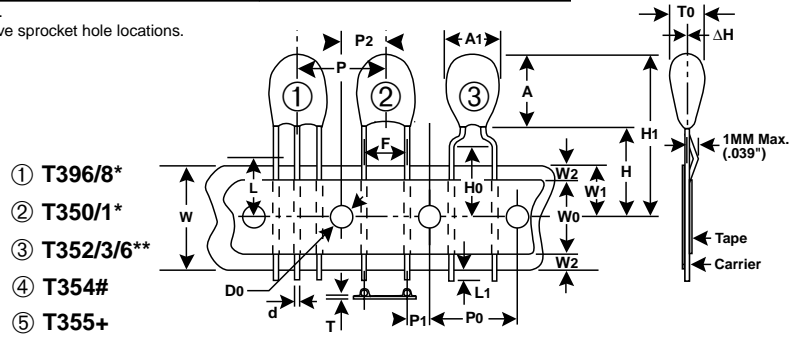 ve sprocket hole locations.
T0
ΔH
P2
A1
P
① ② ③
A
H1
1MM Max.
(.039")
F
H
① T396/8*
L
H0
W2
W1
② T350/1*
W
W0
③ T352/3/6**
Tape
W2
Carrier
④ T354#
D0
L1
d
T
P1
P0
⑤ T355+